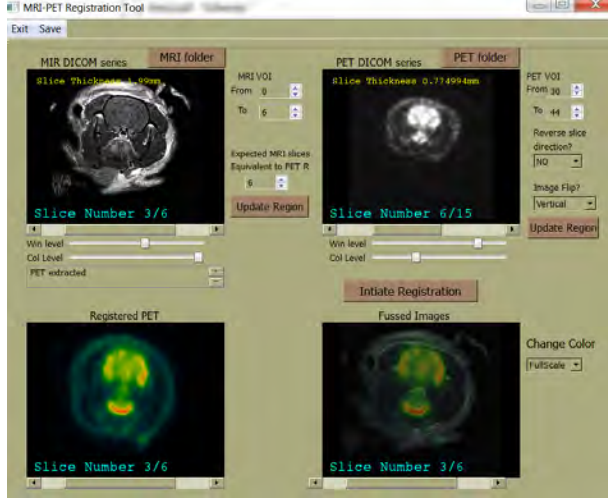 MRI-PET Registration Tool
Exit Save
MIR DICOM series
MRI folder
Slice Thickness 1.99mm
Slice Number 3/6
MRI VOI
From 0
To 6
Expected MRI slices
Equivalent to PET R
6
Update Region
PET DICOM series
PET folder
Slice Thickness 0.774994mm
Slice Number 6/15
PET VOI
From 30
To 44
Reverse slice
direction?
NO
Image Flip?
Vertical
Update Region
Win level
Col Level
PET extracted
Win level
Col Level
Intiate Registration
Registered PET
Slice Number 3/6
Fussed Images
Slice Number 3/6
Change Color
FullScale